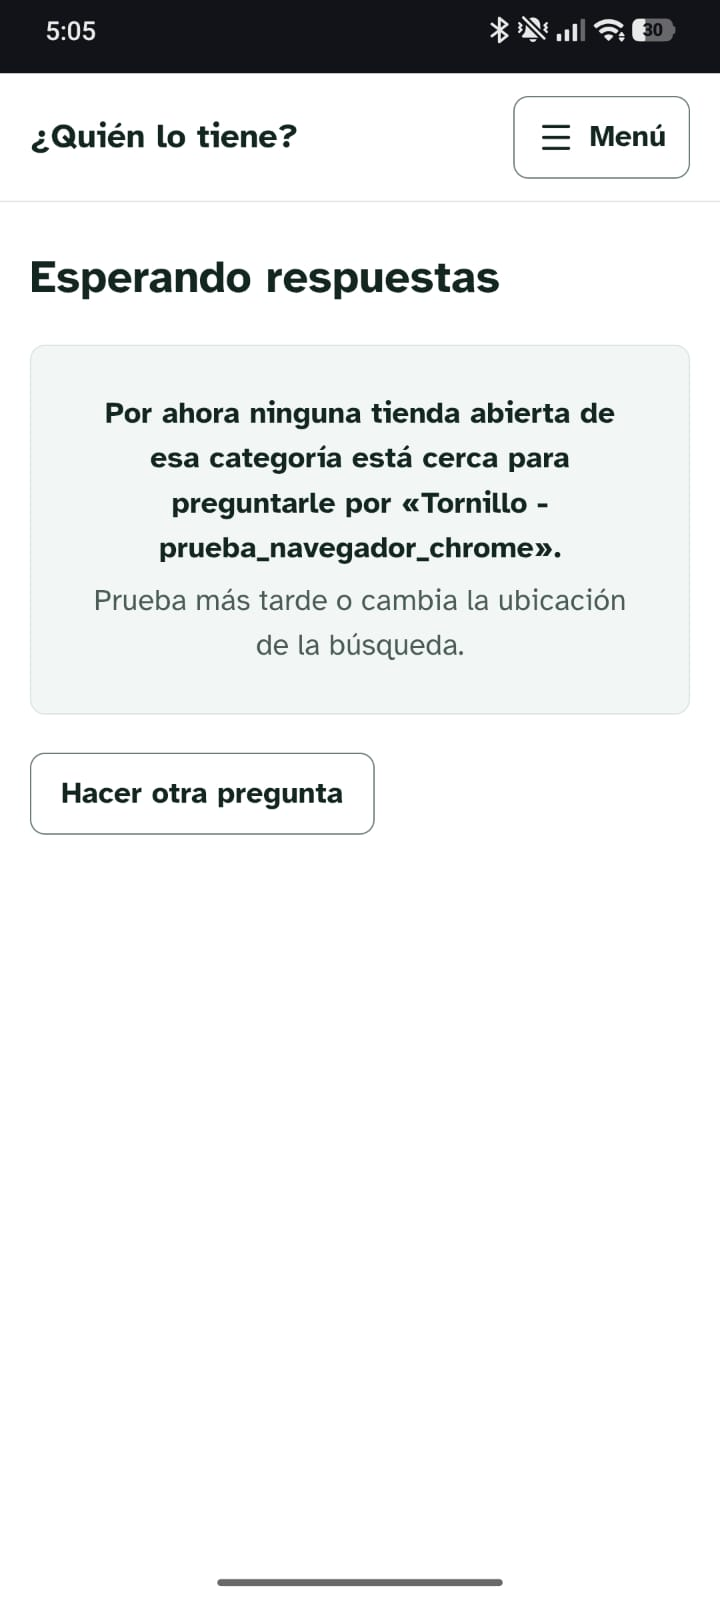 5:05
30
¿Quién lo tiene?
Menú
Esperando respuestas
Por ahora ninguna tienda abierta de
esa categoría está cerca para
preguntarle por «Tornillo -
prueba_navegador_chrome».
Prueba más tarde o cambia la ubicación
de la búsqueda.
Hacer otra pregunta